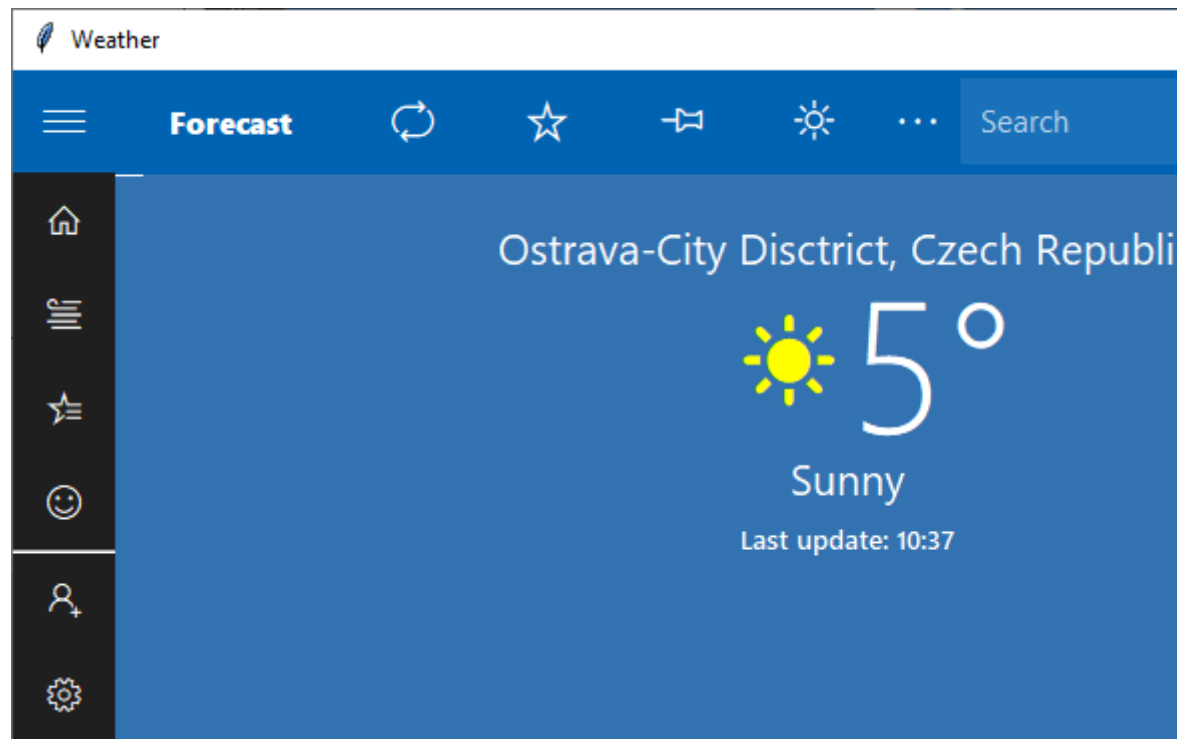 Weather
Forecast
Search
Ostrava-City Disctrict, Czech Republi
5°
Sunny
Last update: 10:37